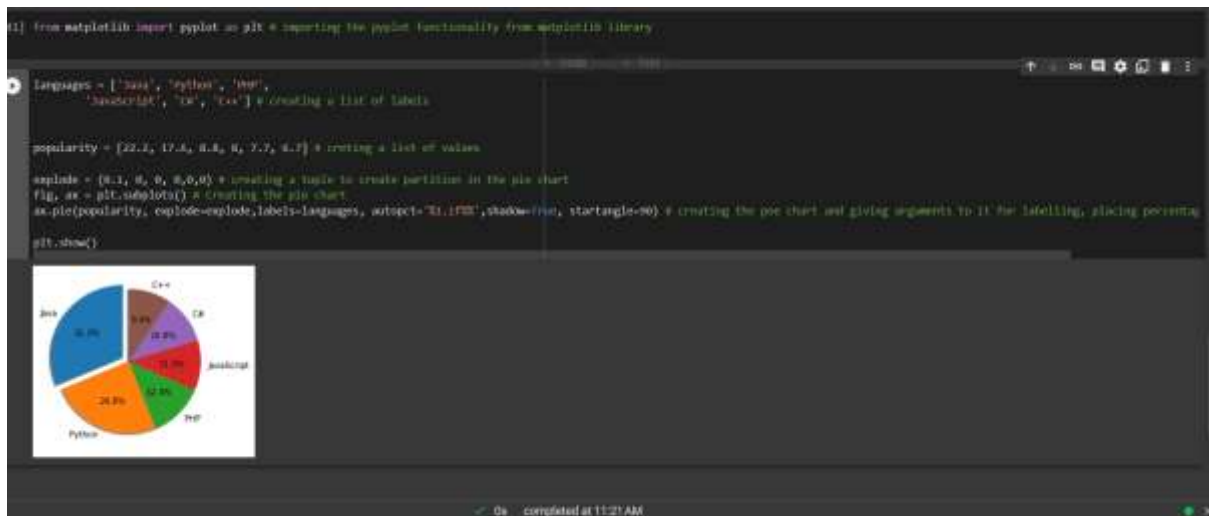 from matplotlib import pyplot as plt # importing the pyplot functionality from matplotlib library
languages = ['Java', 'Python', 'PHP',
'JavaScript', 'C#', 'C++'] # creating a list of labels
popularity = [22.2, 17.6, 8.8, 8, 7.7, 6.7] # creting a list of values
explode = (0.1, 0, 0, 0,0,0) # creating a tuple to create partition in the pie chart
fig, ax = plt.subplots() # Creating the pie chart
ax.pie(popularity, explode=explode,labels=languages, autopct='%1.1f%%',shadow=True, startangle=90) # creating the poe chart and giving arguments to it for labelling, placing percentag
plt.show()
C++
Java
C#
JavaScript
24.8%
PHP
Python
0s completed at 11:21 AM